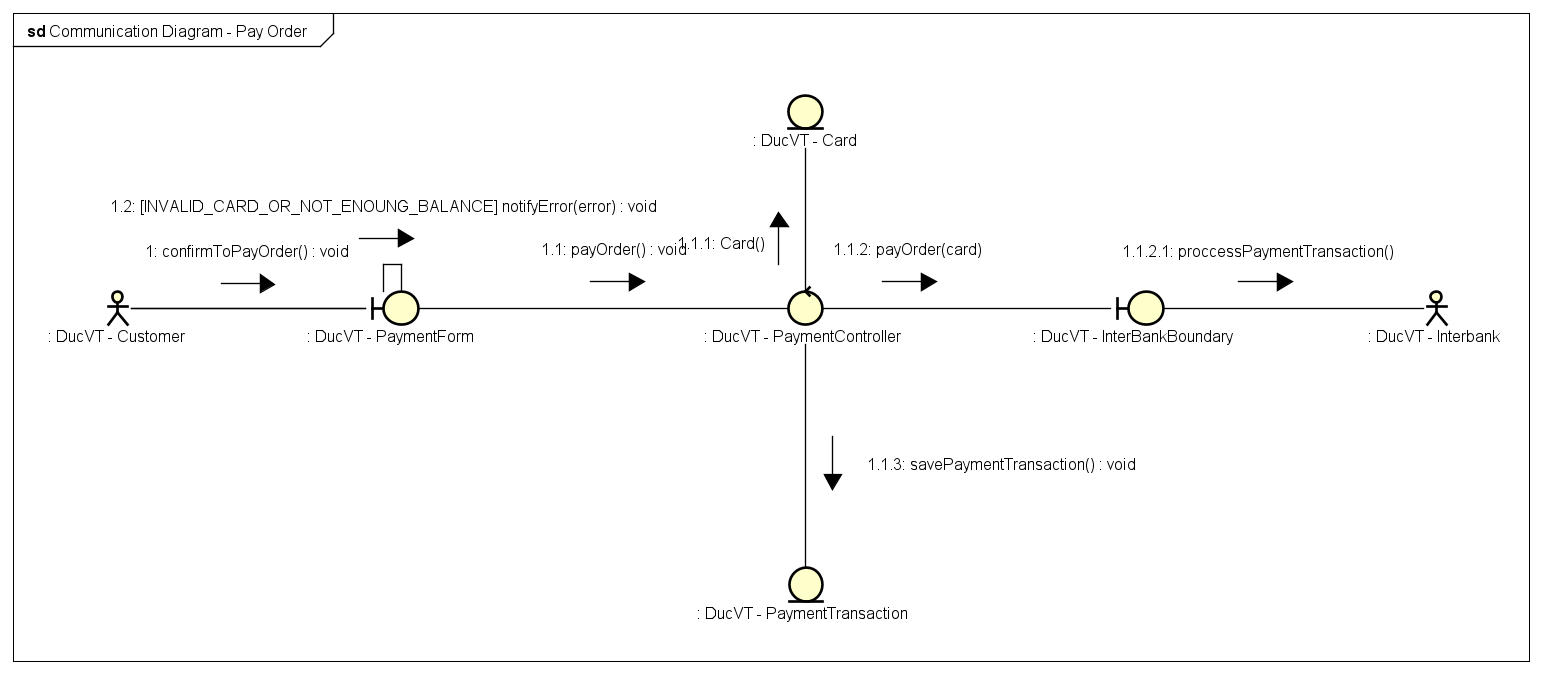 sd Communication Diagram - Pay Order
: DucVT - Card
1.2: [INVALID_CARD_OR_NOT_ENOUNG_BALANCE] notifyError(error) : void
1: confirmToPayOrder() : void
1.1: payOrder() : void
1.1.1: Card()
1.1.2: payOrder(card)
1.1.2.1: proccessPaymentTransaction()
: DucVT - Customer
: DucVT - PaymentForm
: DucVT - PaymentController
: DucVT - InterBankBoundary
: DucVT - Interbank
1.1.3: savePaymentTransaction() : void
: DucVT - PaymentTransaction